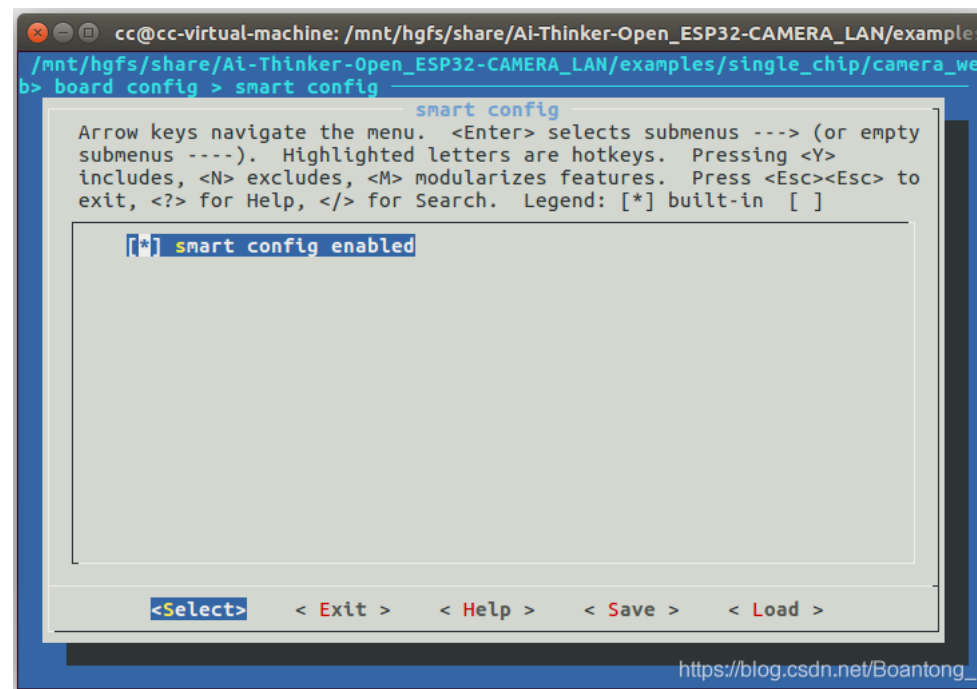 cc@cc-virtual-machine: /mnt/hgfs/share/Ai-Thinker-Open_ESP32-CAMERA_LAN/example
/mnt/hgfs/share/Ai-Thinker-Open_ESP32-CAMERA_LAN/examples/single_chip/camera_we
b> board config > smart config
smart config
Arrow keys navigate the menu.  <Enter> selects submenus ---> (or empty
submenus ----).  Highlighted letters are hotkeys.  Pressing <Y>
includes, <N> excludes, <M> modularizes features.  Press <Esc><Esc> to
exit, <?> for Help, </> for Search.  Legend: [*] built-in  [ ]
[*] smart config enabled
<Select>    < Exit >    < Help >    < Save >    < Load >
https://blog.csdn.net/Boantong_